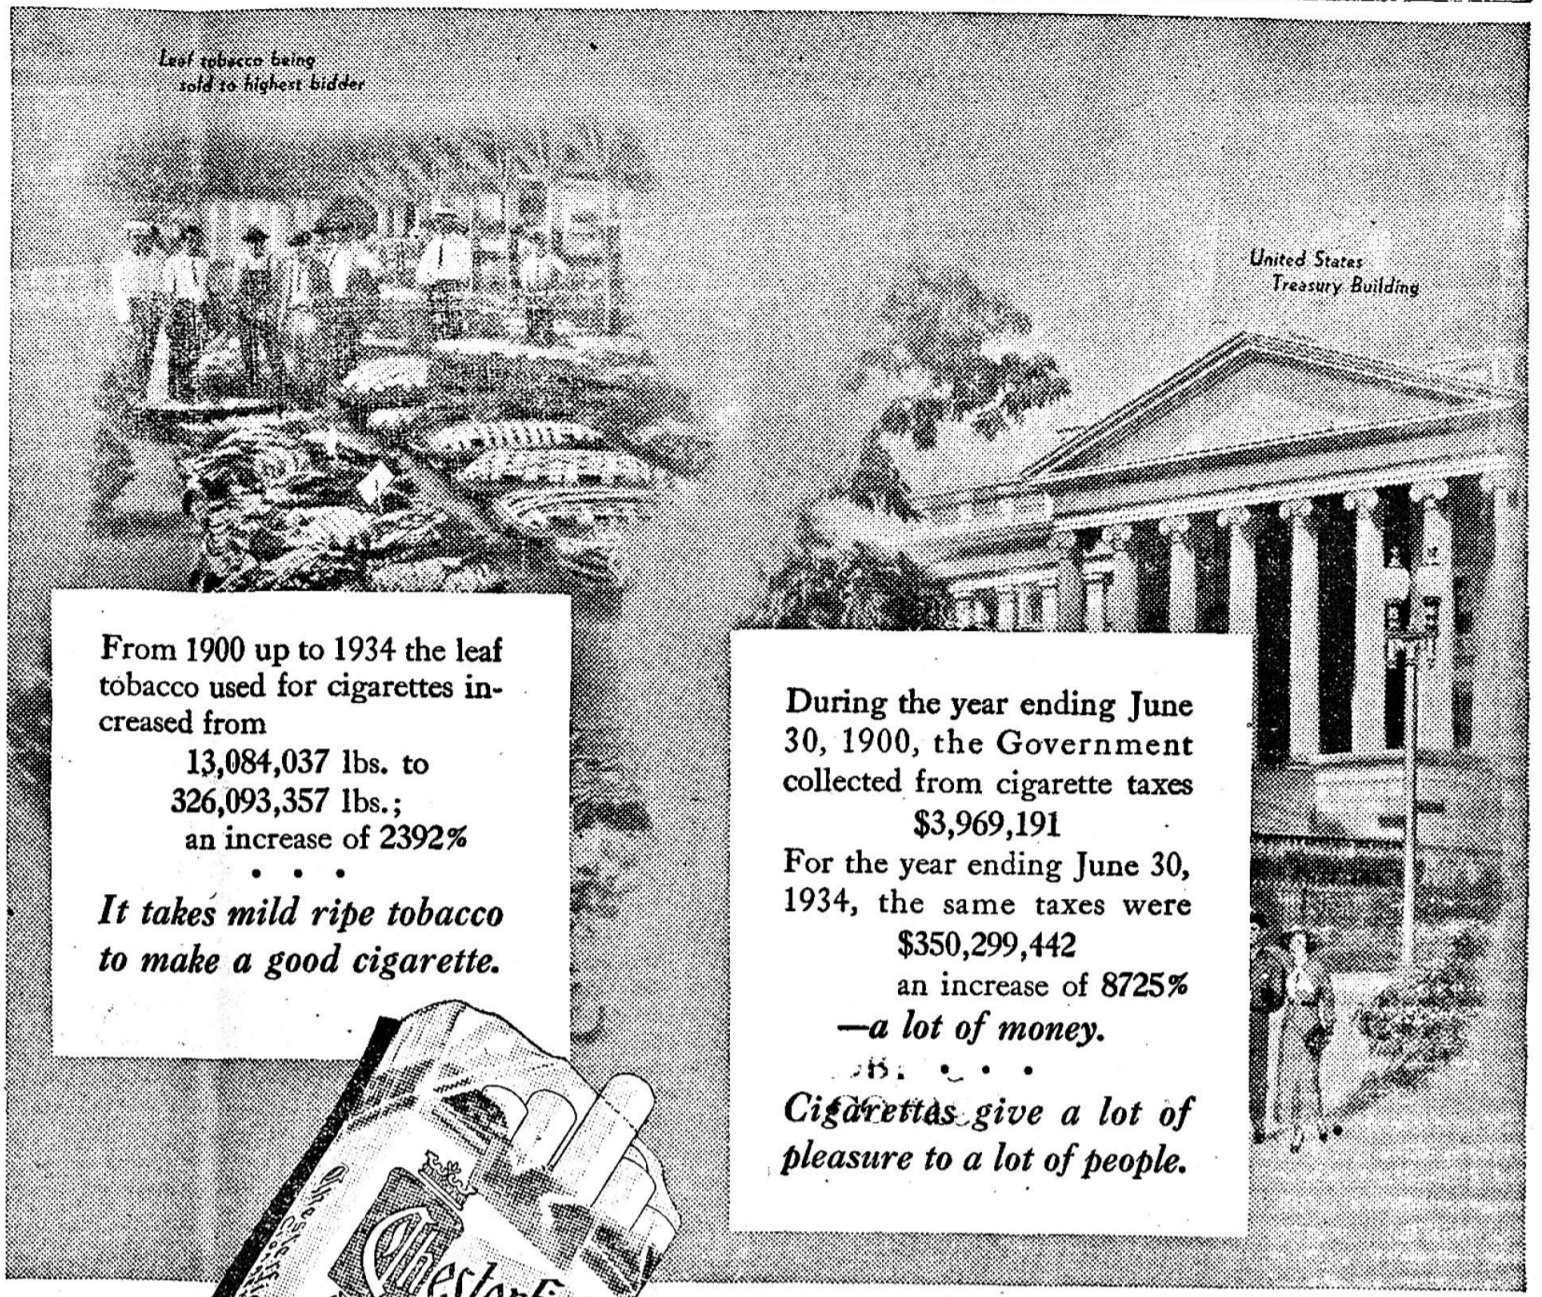 Leaf tobacco being
sold to highest bidder
United States
Treasury Building
From 1900 up to 1934 the leaf
tobacco used for cigarettes in-
creased from
13,084,037 lbs. to
326,093,357 lbs.;
an increase of 2392%
• • •
It takes mild ripe tobacco
to make a good cigarette.
During the year ending June
30, 1900, the Government
collected from cigarette taxes
$3,969,191
For the year ending June 30,
1934, the same taxes were
$350,299,442
an increase of 8725%
—a lot of money.
• • •
Cigarettes give a lot of
pleasure to a lot of people.